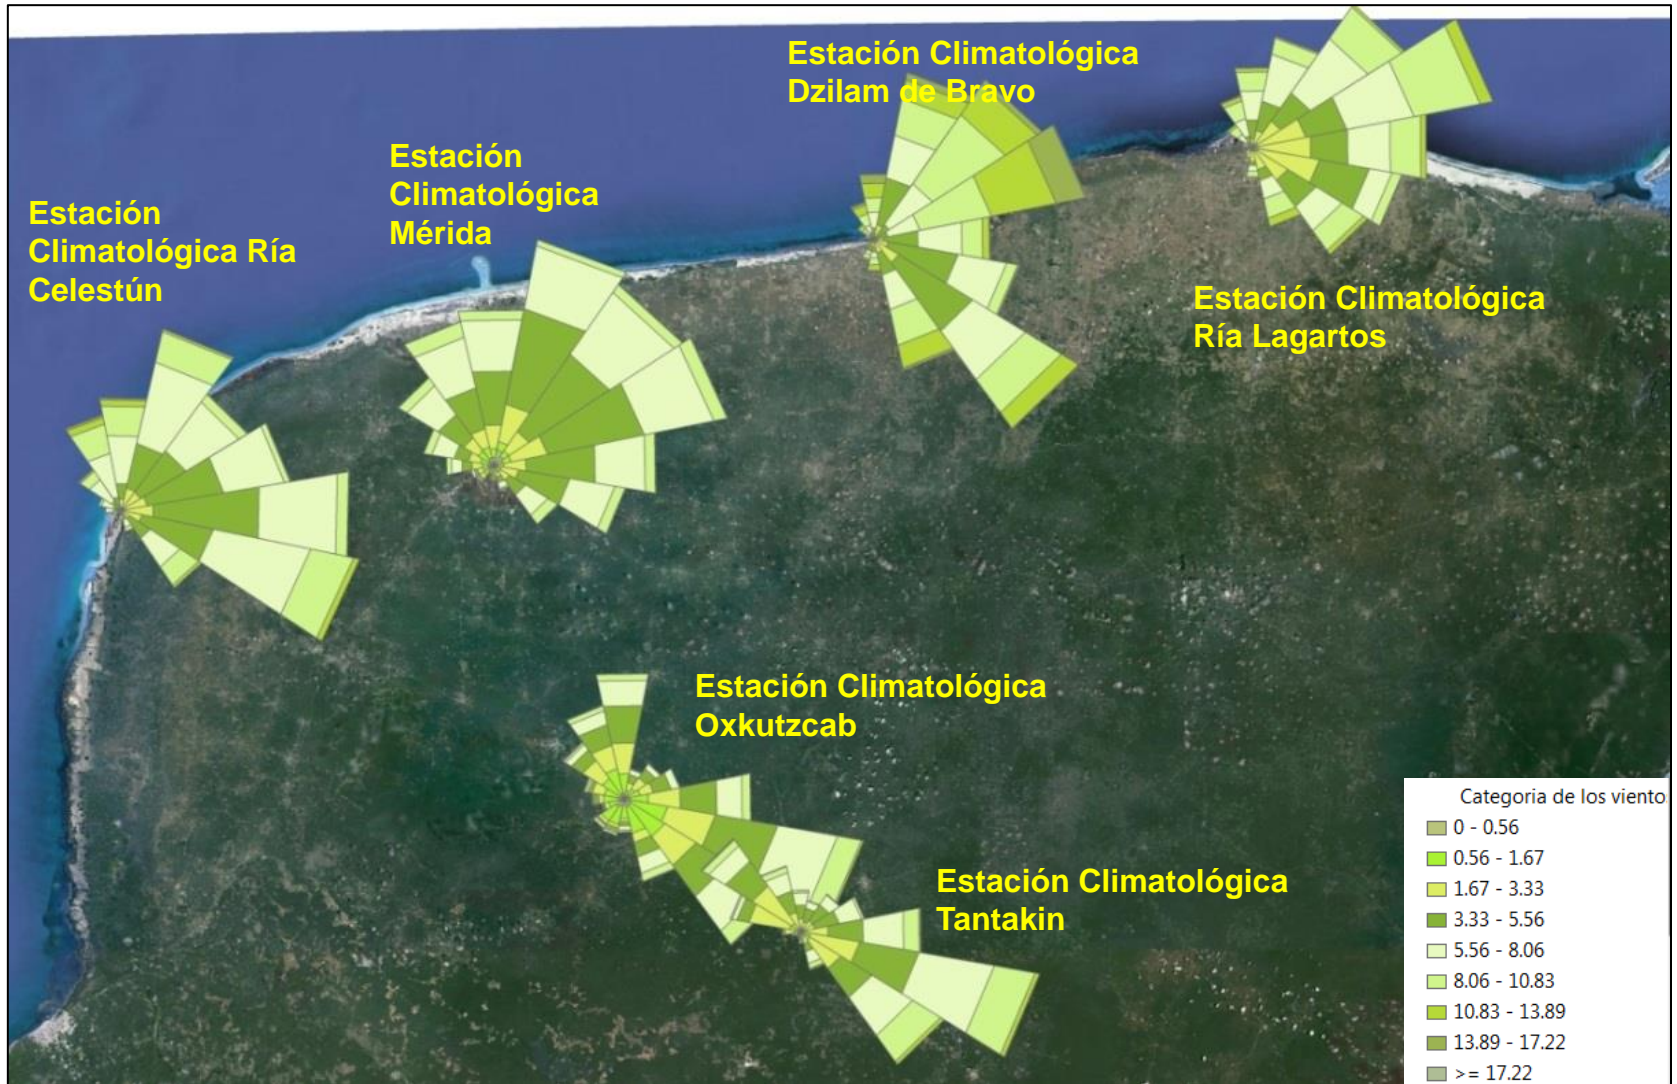 Estación Climatológica
Dzilam de Bravo
Estación
Climatológica
Mérida
Estación
Climatológica Ría
Celestún
Estación Climatológica
Ría Lagartos
Estación Climatológica
Oxkutzcab
Estación Climatológica
Tantakin
Categoria de los viento
0 - 0.56
0.56 - 1.67
1.67 - 3.33
3.33 - 5.56
5.56 - 8.06
8.06 - 10.83
10.83 - 13.89
13.89 - 17.22
>= 17.22